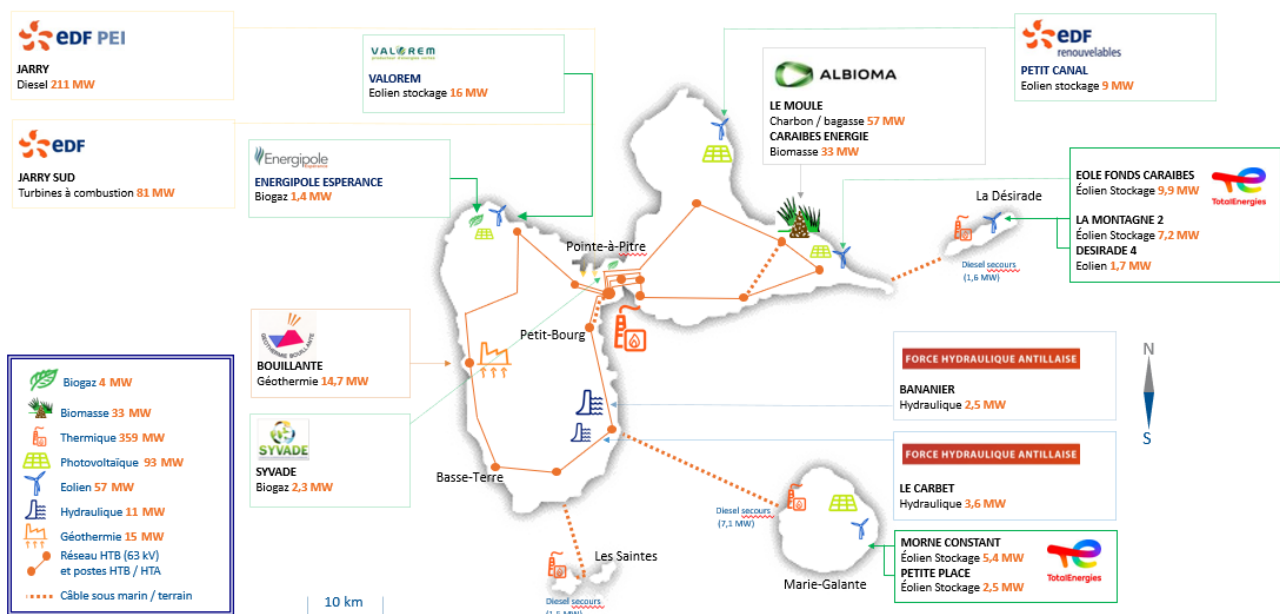 edF PEI
JARRY
Diesel 211 MW
edF
JARRY SUD
Turbines à combustion 81 MW
VALOREM
producteur d'énergies vertes
VALOREM
Eolien stockage 16 MW
Energipole
Espérance
ENERGIPOLE ESPERANCE
Biogaz 1,4 MW
ALBIOMA
LE MOULE
Charbon / bagasse 57 MW
CARAIBES ENERGIE
Biomasse 33 MW
edF
renouvelables
PETIT CANAL
Eolien stockage 9 MW
EOLE FONDS CARAIBES
Éolien Stockage 9,9 MW
LA MONTAGNE 2
Éolien Stockage 7,2 MW
DESIRADE 4
Eolien 1,7 MW
TotalEnergies
La Désirade
Diesel secours
(1,6 MW)
Pointe-à-Pitre
Petit-Bourg
GÉOTHERMIE BOUILLANTE
BOUILLANTE
Géothermie 14,7 MW
SYVADE
SYVADE
Biogaz 2,3 MW
Basse-Terre
FORCE HYDRAULIQUE ANTILLAISE
BANANIER
Hydraulique 2,5 MW
FORCE HYDRAULIQUE ANTILLAISE
LE CARBET
Hydraulique 3,6 MW
N
S
Diesel secours
(7,1 MW)
Marie-Galante
MORNE CONSTANT
Éolien Stockage 5,4 MW
PETITE PLACE
Éolien Stockage 2,5 MW
TotalEnergies
Les Saintes
Diesel secours
10 km
Biogaz 4 MW
Biomasse 33 MW
Thermique 359 MW
Photovoltaïque 93 MW
Eolien 57 MW
Hydraulique 11 MW
Géothermie 15 MW
Réseau HTB (63 kV)
et postes HTB / HTA
Câble sous marin / terrain